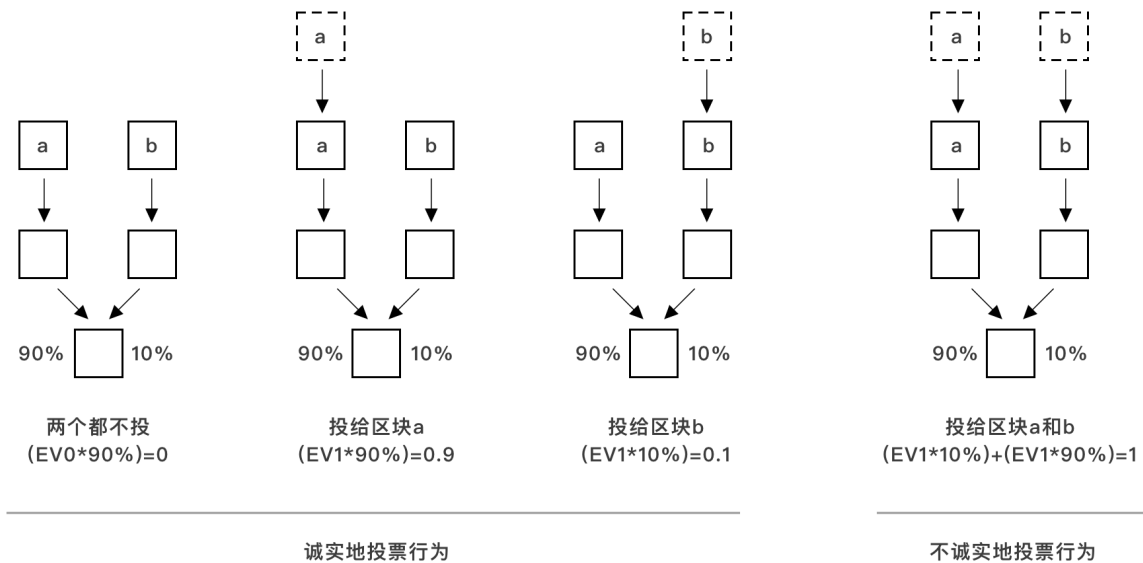 a
b
a b
a b
a b
a b
a b
90% 10%
90% 10%
90% 10%
90% 10%
两个都不投
(EV0*90%)=0
投给区块a
(EV1*90%)=0.9
投给区块b
(EV1*10%)=0.1
投给区块a和b
(EV1*10%)+(EV1*90%)=1
诚实地投票行为
不诚实地投票行为